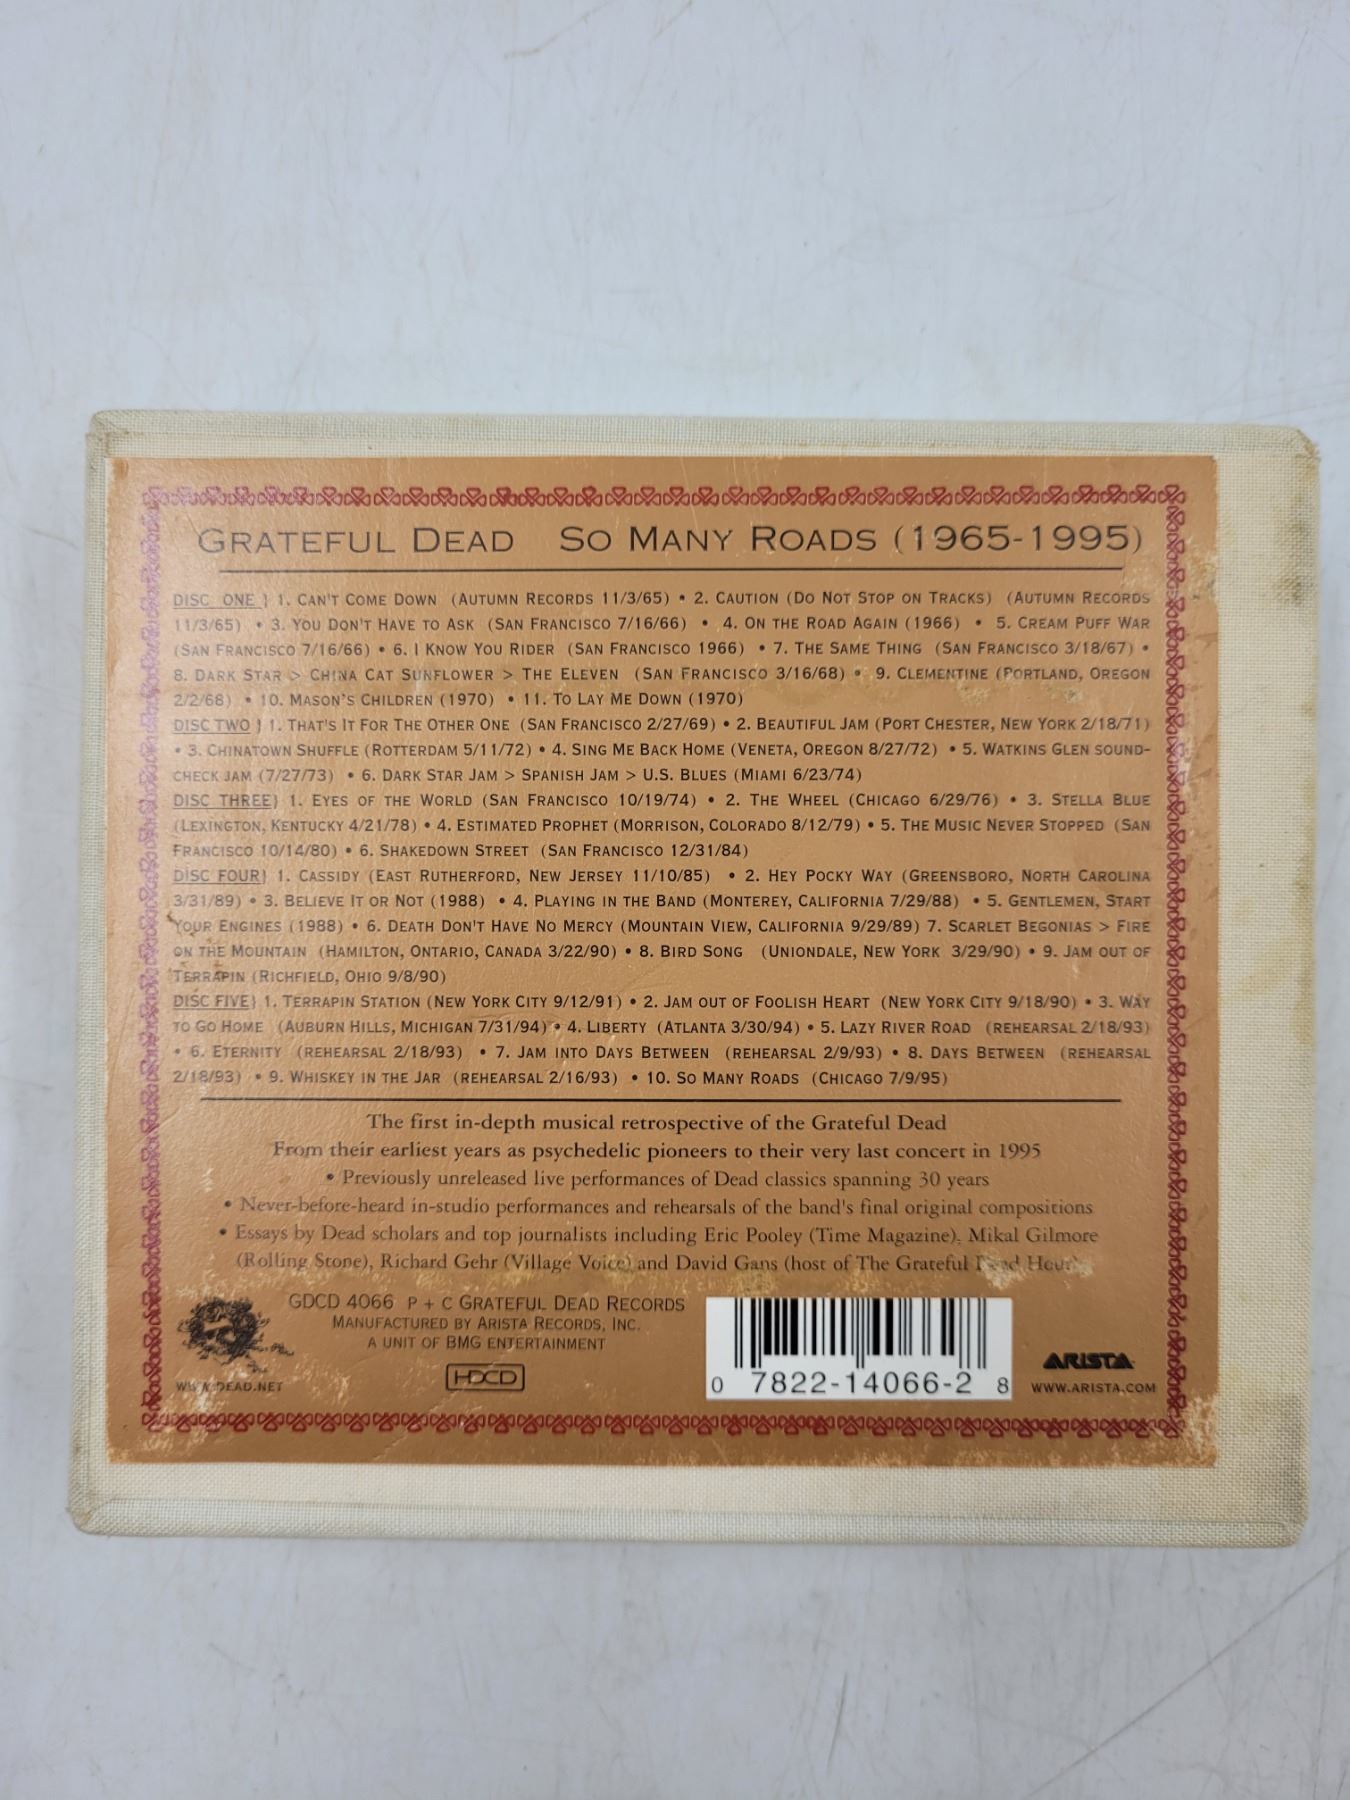 GRATEFUL DEAD SO MANY ROADS (1965-1995)
DISC ONE} 1. CAN'T COME DOWN (AUTUMN RECORDS 11/3/65) • 2. CAUTION (DO NOT STOP ON TRACKS) (AUTUMN RECORDS
11/3/65) • 3. YOU DON'T HAVE TO ASK (SAN FRANCISCO 7/16/66) • 4. ON THE ROAD AGAIN (1966) • 5. CREAM PUFF WAR
(SAN FRANCISCO 7/16/66) • 6. I KNOW YOU RIDER (SAN FRANCISCO 1966) • 7. THE SAME THING (SAN FRANCISCO 3/18/67) •
8. DARK STAR > CHINA CAT SUNFLOWER > THE ELEVEN (SAN FRANCISCO 3/16/68) • 9. CLEMENTINE (PORTLAND, OREGON
2/2/68) • 10. MASON'S CHILDREN (1970) • 11. TO LAY ME DOWN (1970)
DISC TWO } 1. THAT'S IT FOR THE OTHER ONE (SAN FRANCISCO 2/27/69) • 2. BEAUTIFUL JAM (PORT CHESTER, NEW YORK 2/18/71)
• 3. CHINATOWN SHUFFLE (ROTTERDAM 5/11/72) • 4. SING ME BACK HOME (VENETA, OREGON 8/27/72) • 5. WATKINS GLEN SOUND-
CHECK JAM (7/27/73) • 6. DARK STAR JAM > SPANISH JAM > U.S. BLUES (MIAMI 6/23/74)
DISC THREE} 1. EYES OF THE WORLD (SAN FRANCISCO 10/19/74) • 2. THE WHEEL (CHICAGO 6/29/76) • 3. STELLA BLUE
(LEXINGTON, KENTUCKY 4/21/78) • 4. ESTIMATED PROPHET (MORRISON, COLORADO 8/12/79) • 5. THE MUSIC NEVER STOPPED (SAN
FRANCISCO 10/14/80) • 6. SHAKEDOWN STREET (SAN FRANCISCO 12/31/84)
DISC FOUR} 1. CASSIDY (EAST RUTHERFORD, NEW JERSEY 11/10/85) • 2. HEY POCKY WAY (GREENSBORO, NORTH CAROLINA
3/31/89) • 3. BELIEVE IT OR NOT (1988) • 4. PLAYING IN THE BAND (MONTEREY, CALIFORNIA 7/29/88) • 5. GENTLEMEN, START
YOUR ENGINES (1988) • 6. DEATH DON'T HAVE NO MERCY (MOUNTAIN VIEW, CALIFORNIA 9/29/89) 7. SCARLET BEGONIAS > FIRE
ON THE MOUNTAIN (HAMILTON, ONTARIO, CANADA 3/22/90) • 8. BIRD SONG (UNIONDALE, NEW YORK 3/29/90) • 9. JAM OUT OF
TERRAPIN (RICHFIELD, OHIO 9/8/90)
DISC FIVE} 1. TERRAPIN STATION (NEW YORK CITY 9/12/91) • 2. JAM OUT OF FOOLISH HEART (NEW YORK CITY 9/18/90) • 3. WAY
TO GO HOME (AUBURN HILLS, MICHIGAN 7/31/94) • 4. LIBERTY (ATLANTA 3/30/94) • 5. LAZY RIVER ROAD (REHEARSAL 2/18/93)
• 6. ETERNITY (REHEARSAL 2/18/93) • 7. JAM INTO DAYS BETWEEN (REHEARSAL 2/9/93) • 8. DAYS BETWEEN (REHEARSAL
2/18/93) • 9. WHISKEY IN THE JAR (REHEARSAL 2/16/93) • 10. SO MANY ROADS (CHICAGO 7/9/95)
The first in-depth musical retrospective of the Grateful Dead
From their earliest years as psychedelic pioneers to their very last concert in 1995
• Previously unreleased live performances of Dead classics spanning 30 years
• Never-before-heard in-studio performances and rehearsals of the band's final original compositions
• Essays by Dead scholars and top journalists including Eric Pooley (Time Magazine), Mikal Gilmore
(Rolling Stone), Richard Gehr (Village Voice) and David Gans (host of The Grateful Dead Hour)
GDCD 4066 P + C GRATEFUL DEAD RECORDS
MANUFACTURED BY ARISTA RECORDS, INC.
A UNIT OF BMG ENTERTAINMENT
HDCD
WWW.DEAD.NET
0 7822-14066-2 8
ARISTA
WWW.ARISTA.COM